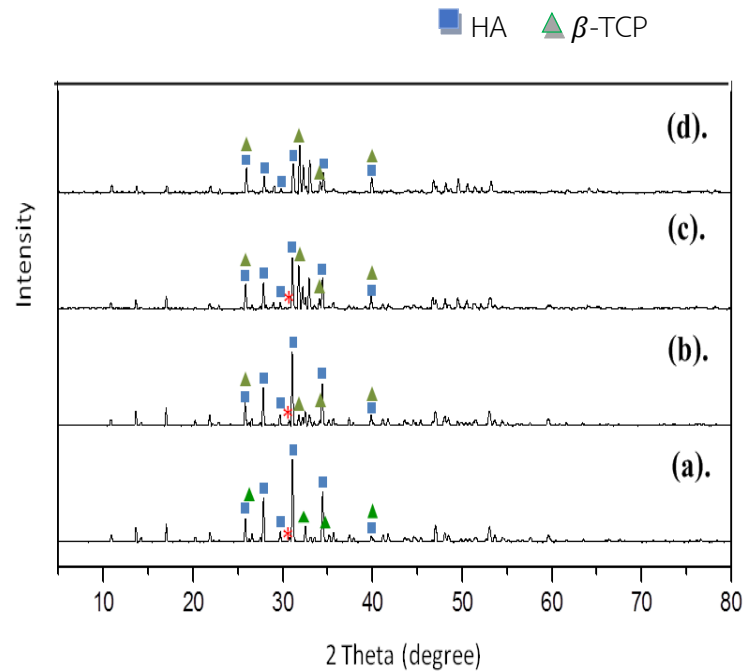 HA β-TCP
(d).
(c).
(b).
(a).
Intensity
10 20 30 40 50 60 70 80
2 Theta (degree)